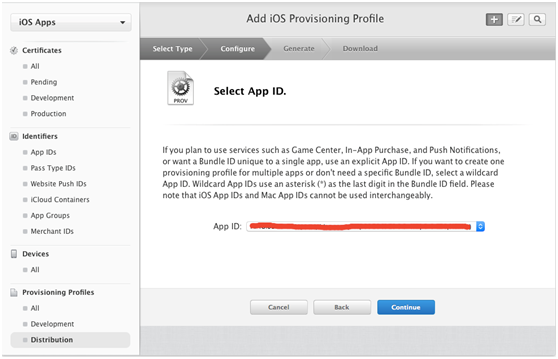 iOS Apps
Certificates
All
Pending
Development
Production
Identifiers
App IDs
Pass Type IDs
Website Push IDs
iCloud Containers
App Groups
Merchant IDs
Devices
All
Provisioning Profiles
All
Development
Distribution
Add iOS Provisioning Profile
Select Type
Configure
Generate
Download
PROV
Select App ID.
If you plan to use services such as Game Center, In-App Purchase, and Push Notifications,
or want a Bundle ID unique to a single app, use an explicit App ID. If you want to create one
provisioning profile for multiple apps or don't need a specific Bundle ID, select a wildcard
App ID. Wildcard App IDs use an asterisk (*) as the last digit in the Bundle ID field. Please
note that iOS App IDs and Mac App IDs cannot be used interchangeably.
App ID:
Cancel
Back
Continue